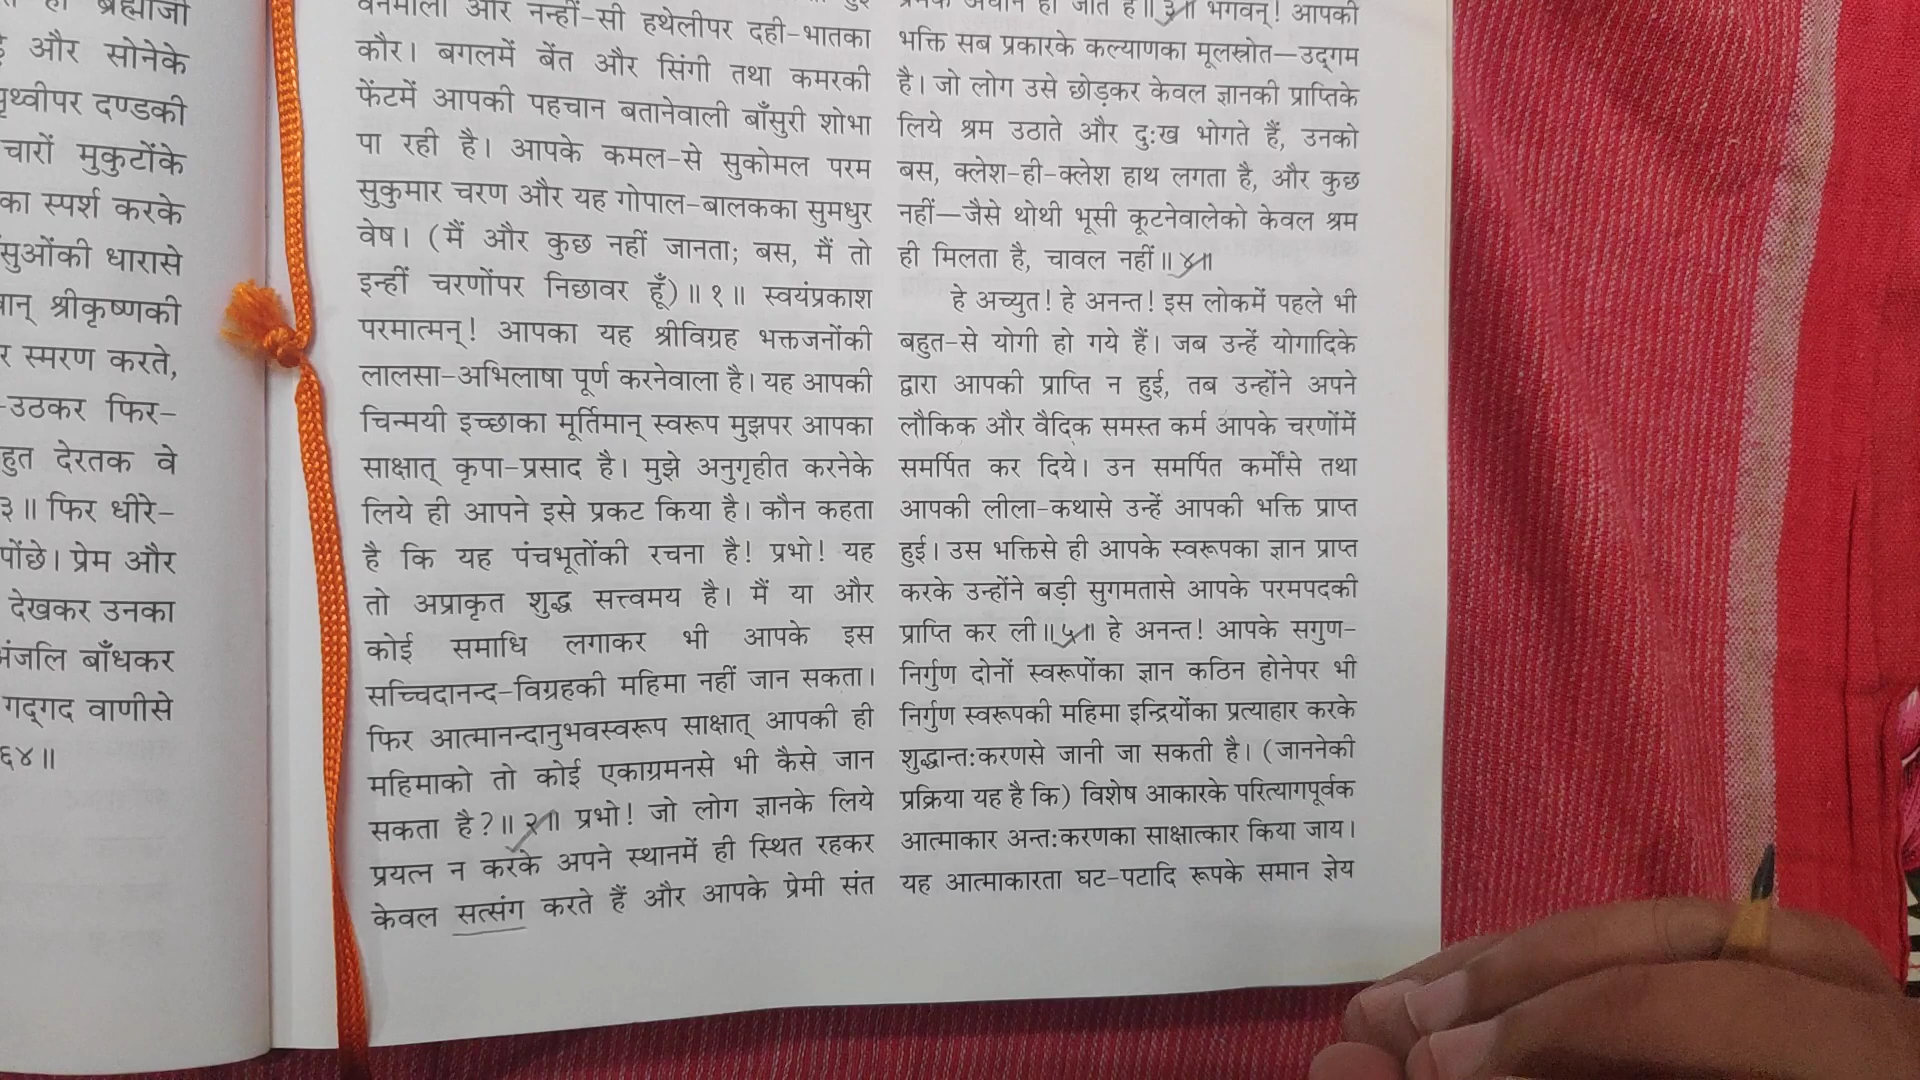 ब्रह्माजी
और सोनेके
पृथ्वीपर दण्डकी
चारों मुकुटोंके
का स्पर्श करके
सुओंकी धारासे
श्रीकृष्णकी
स्मरण करते,
-उठकर फिर-
हुत देरतक वे
३॥ फिर धीरे-
पोंछे। प्रेम और
देखकर उनका
अंजलि बाँधकर
गद्गद वाणीसे
६४॥
वनमाला और नन्हीं-सी हथेलीपर दही-भातका
कौर। बगलमें बेंत और सिंगी तथा कमरकी
फेंटमें आपकी पहचान बतानेवाली बाँसुरी शोभा
पा रही है। आपके कमल-से सुकोमल परम
सुकुमार चरण और यह गोपाल-बालकका सुमधुर
वेष। (मैं और कुछ नहीं जानता; बस, मैं तो
इन्हीं चरणोंपर निछावर हूँ)॥१॥ स्वयंप्रकाश
परमात्मन्! आपका यह श्रीविग्रह भक्तजनोंकी
लालसा-अभिलाषा पूर्ण करनेवाला है। यह आपकी
चिन्मयी इच्छाका मूर्तिमान् स्वरूप मुझपर आपका
साक्षात् कृपा-प्रसाद है। मुझे अनुगृहीत करनेके
लिये ही आपने इसे प्रकट किया है। कौन कहता
है कि यह पंचभूतोंकी रचना है! प्रभो! यह
तो अप्राकृत शुद्ध सत्त्वमय है। मैं या और
कोई समाधि लगाकर भी आपके इस
सच्चिदानन्द-विग्रहकी महिमा नहीं जान सकता।
फिर आत्मानन्दानुभवस्वरूप साक्षात् आपकी ही
महिमाको तो कोई एकाग्रमनसे भी कैसे जान
सकता है?॥२॥ प्रभो! जो लोग ज्ञानके लिये
प्रयत्न न करके अपने स्थानमें ही स्थित रहकर
केवल सत्संग करते हैं और आपके प्रेमी संत
प्रेमके अधीन हो जाते हैं॥३॥ भगवन्! आपकी
भक्ति सब प्रकारके कल्याणका मूलस्रोत—उद्गम
है। जो लोग उसे छोड़कर केवल ज्ञानकी प्राप्तिके
लिये श्रम उठाते और दुःख भोगते हैं, उनको
बस, क्लेश-ही-क्लेश हाथ लगता है, और कुछ
नहीं—जैसे थोथी भूसी कूटनेवालेको केवल श्रम
ही मिलता है, चावल नहीं॥४॥
हे अच्युत! हे अनन्त! इस लोकमें पहले भी
बहुत-से योगी हो गये हैं। जब उन्हें योगादिके
द्वारा आपकी प्राप्ति न हुई, तब उन्होंने अपने
लौकिक और वैदिक समस्त कर्म आपके चरणोंमें
समर्पित कर दिये। उन समर्पित कर्मोंसे तथा
आपकी लीला-कथासे उन्हें आपकी भक्ति प्राप्त
हुई। उस भक्तिसे ही आपके स्वरूपका ज्ञान प्राप्त
करके उन्होंने बड़ी सुगमतासे आपके परमपदकी
प्राप्ति कर ली॥५॥ हे अनन्त! आपके सगुण-
निर्गुण दोनों स्वरूपोंका ज्ञान कठिन होनेपर भी
निर्गुण स्वरूपकी महिमा इन्द्रियोंका प्रत्याहार करके
शुद्धान्तःकरणसे जानी जा सकती है। (जाननेकी
प्रक्रिया यह है कि) विशेष आकारके परित्यागपूर्वक
आत्माकार अन्तःकरणका साक्षात्कार किया जाय।
यह आत्माकारता घट-पटादि रूपके समान ज्ञेय